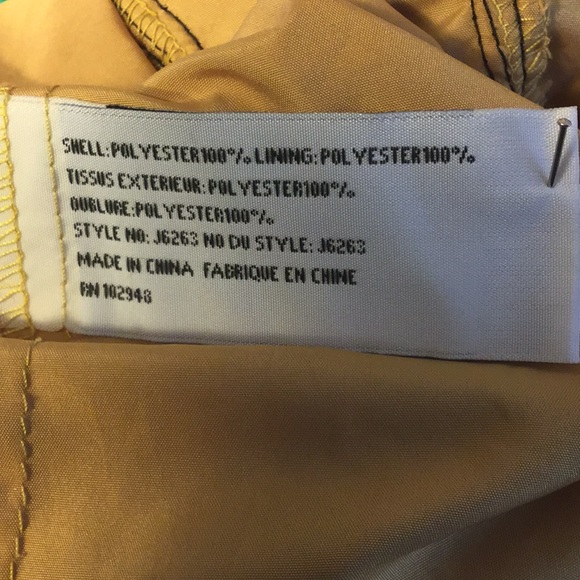 SHELL:POLYESTER100% LINING:POLYESTER100%
TISSUS EXTERIEUR:POLYESTER100%
OUBLURE:POLYESTER100%
STYLE NO: J6263 NO DU STYLE: J6263
MADE IN CHINA FABRIQUE EN CHINE
RN 102948